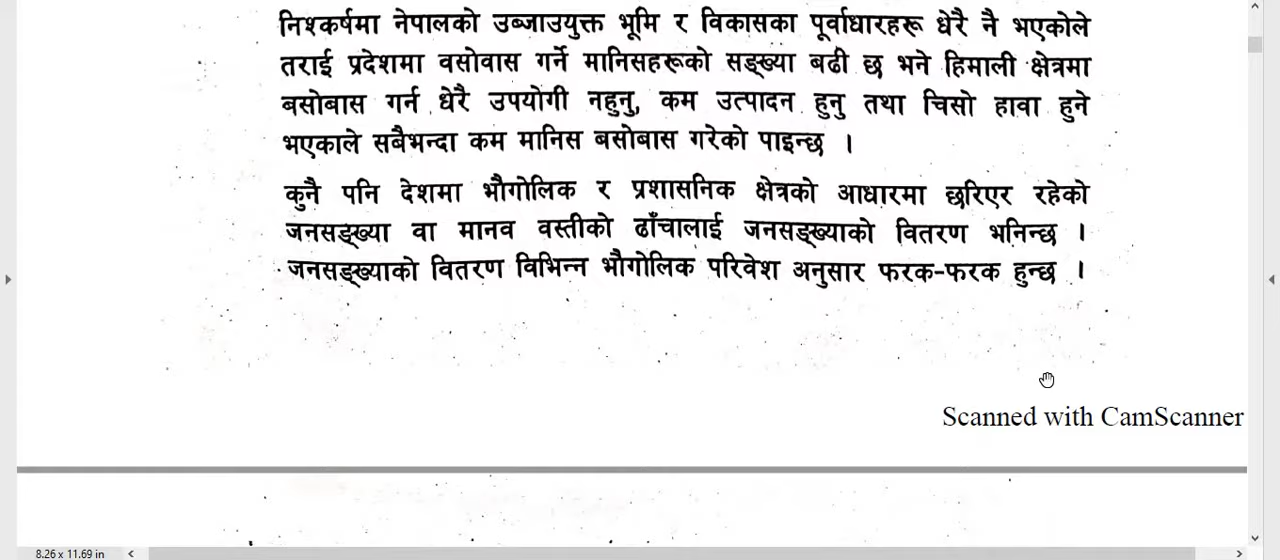 निश्कर्षमा नेपालको उब्जाउयुक्त भूमि र विकासका पूर्वाधारहरू धेरै नै भएकोले
तराई प्रदेशमा वसोवास गर्ने मानिसहरूको सङ्ख्या बढी छ भने हिमाली क्षेत्रमा
बसोबास गर्न धेरै उपयोगी नहुनु, कम उत्पादन हुनु तथा चिसो हावा हुने
भएकाले सबैभन्दा कम मानिस बसोबास गरेको पाइन्छ ।
कुनै पनि देशमा भौगोलिक र प्रशासनिक क्षेत्रको आधारमा छरिएर रहेको
जनसङ्ख्या वा मानव वस्तीको ढाँचालाई जनसङ्ख्याको वितरण भनिन्छ ।
जनसङ्ख्याको वितरण विभिन्न भौगोलिक परिवेश अनुसार फरक-फरक हुन्छ ।
Scanned with CamScanner
8.26 x 11.69 in